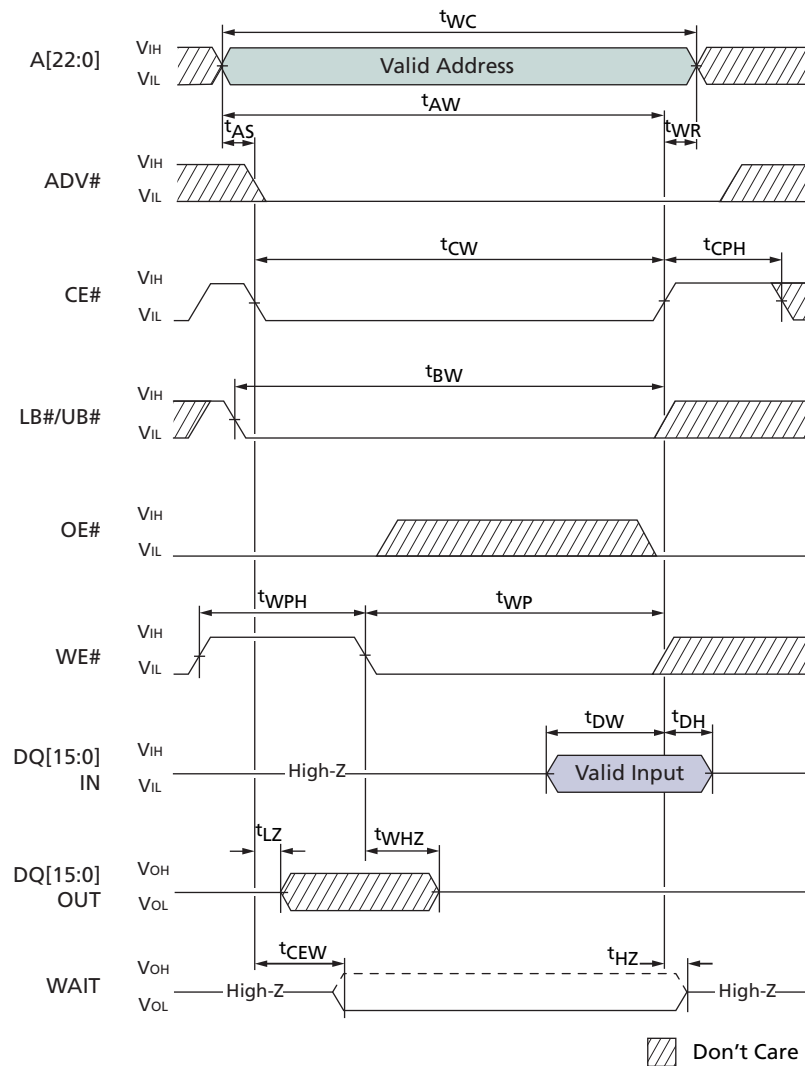 tWC
A[22:0]
VIH
VIL
Valid Address
tAW
tAS
tWR
ADV#
VIH
VIL
tCW
tCPH
CE#
VIH
VIL
tBW
LB#/UB#
VIH
VIL
OE#
VIH
VIL
tWPH
tWP
WE#
VIH
VIL
tDW
tDH
DQ[15:0]
IN
VIH
VIL
High-Z
Valid Input
tLZ
tWHZ
DQ[15:0]
OUT
VOH
VOL
tCEW
tHZ
WAIT
VOH
VOL
High-Z
High-Z
Don't Care